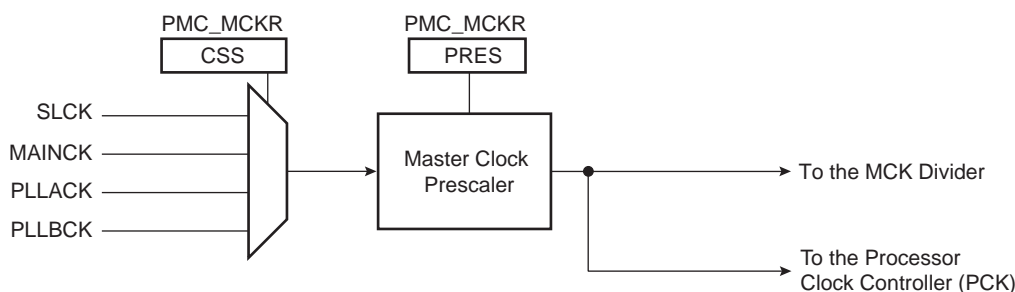 PMC_MCKR
CSS
PMC_MCKR
PRES
SLCK
MAINCK
PLLACK
PLLBCK
Master Clock
Prescaler
To the MCK Divider
To the Processor
Clock Controller (PCK)